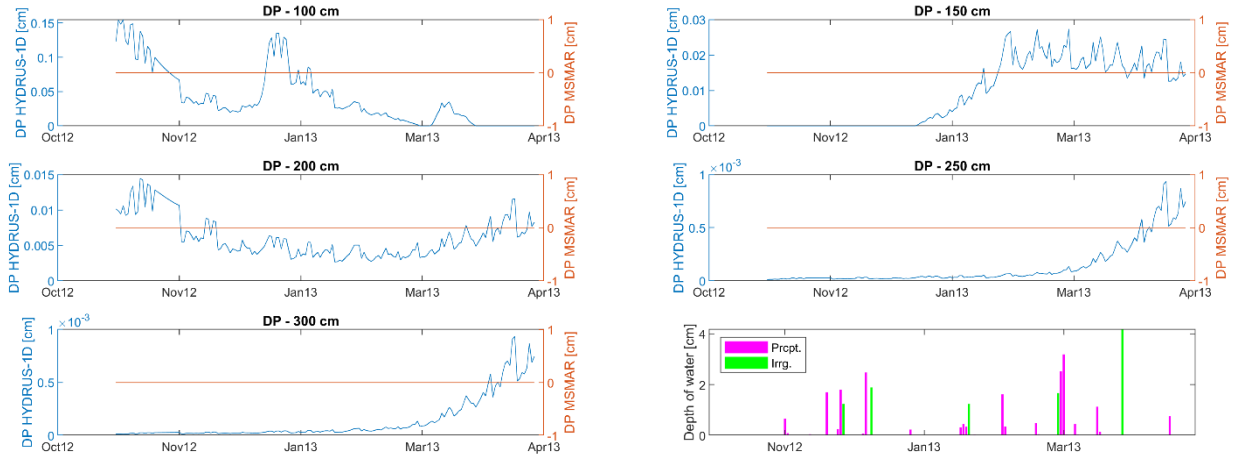 DP - 100 cm
DP HYDRUS-1D [cm]
0.15
0.1
0.05
0
1
0
-1
DP MSMAR [cm]
Oct12 Nov12 Jan13 Mar13 Apr13
DP - 150 cm
DP HYDRUS-1D [cm]
0.03
0.02
0.01
0
1
0
-1
DP MSMAR [cm]
Oct12 Nov12 Jan13 Mar13 Apr13
DP - 200 cm
DP HYDRUS-1D [cm]
0.015
0.01
0.005
0
1
0
-1
DP MSMAR [cm]
Oct12 Nov12 Jan13 Mar13 Apr13
DP - 250 cm
×10-3
DP HYDRUS-1D [cm]
1
0.5
0
1
0
-1
DP MSMAR [cm]
Oct12 Nov12 Jan13 Mar13 Apr13
DP - 300 cm
×10-3
DP HYDRUS-1D [cm]
1
0.5
0
1
0
-1
DP MSMAR [cm]
Oct12 Nov12 Jan13 Mar13 Apr13
Depth of water [cm]
4
2
0
Prcpt.
Irrg.
Nov12 Jan13 Mar13